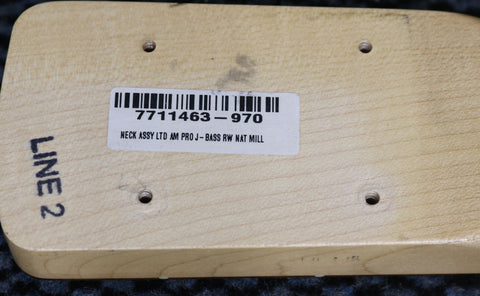 7711463-970
NECK ASSY LTD AM PRO J-BASS RW NAT MILL
LINE 2